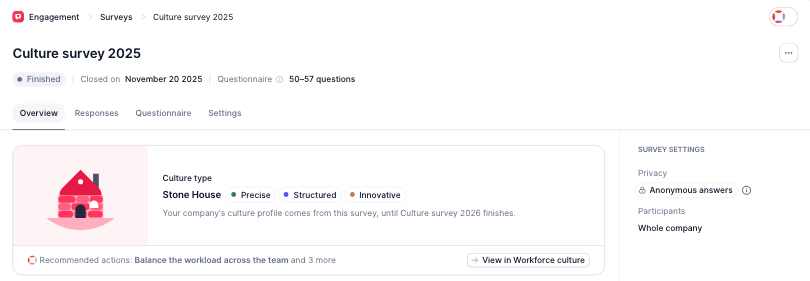 Engagement > Surveys > Culture survey 2025
Culture survey 2025
Finished | Closed on November 20 2025 | Questionnaire 50–57 questions
Overview Responses Questionnaire Settings
Culture type
Stone House Precise Structured Innovative
Your company's culture profile comes from this survey, until Culture survey 2026 finishes.
Recommended actions: Balance the workload across the team and 3 more
→ View in Workforce culture
SURVEY SETTINGS
Privacy
Anonymous answers
Participants
Whole company